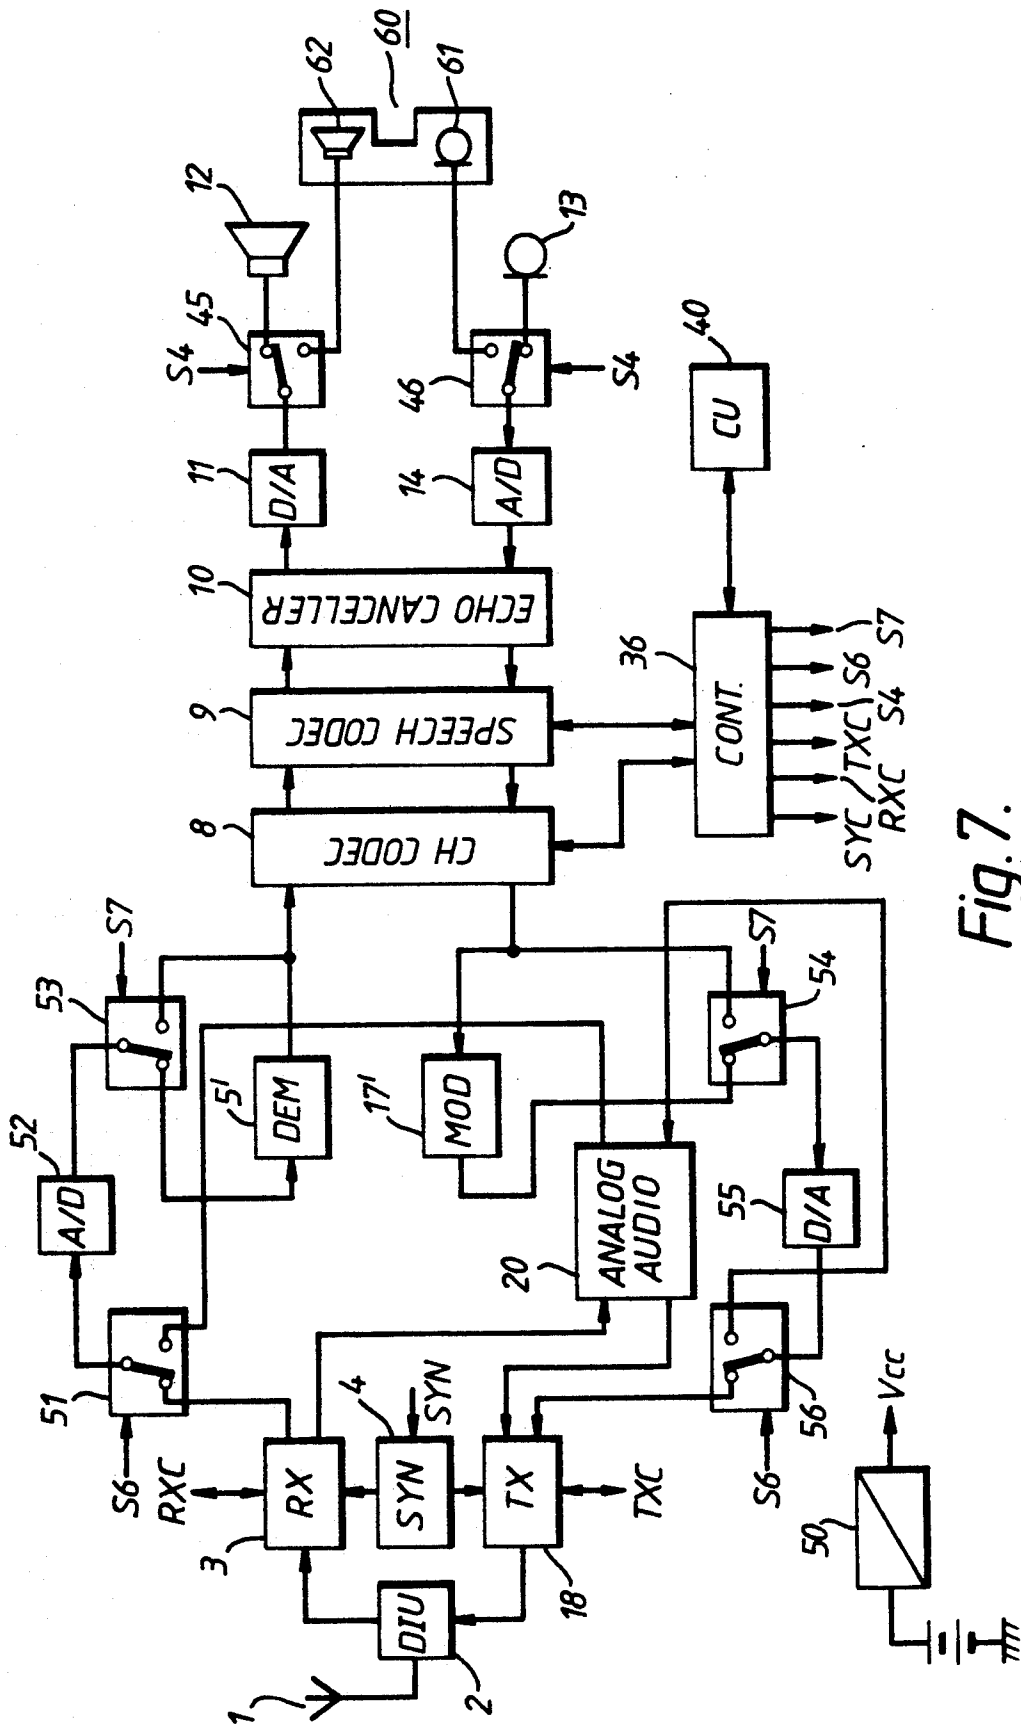 1
DIU
2
RX
3
RXC
SYN
4
SYN
TX
18
TXC
S6
51
A/D
52
53
S7
DEM
5'
MOD
17'
ANALOG
AUDIO
20
S7
54
D/A
55
S6
56
CH CODEC
8
SPEECH CODEC
9
ECHO CANCELLER
10
D/A
11
A/D
14
S4
45
12
46
S4
13
62
60
61
CONT.
36
CU
40
SYC
RXC
TXC
S4
S6
S7
50
Vcc
Fig. 7.